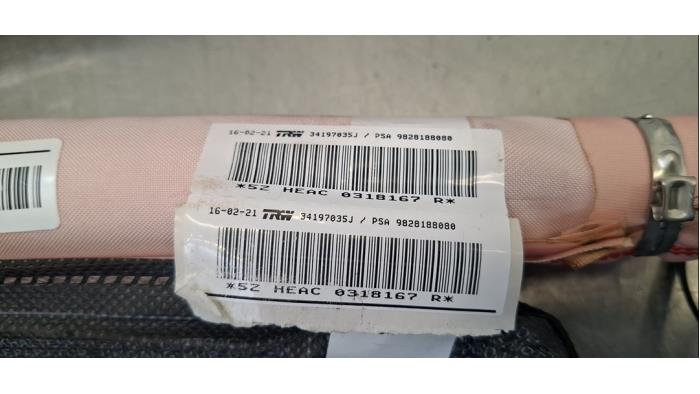 16-02-21 TRW 34197035J / PSA 9828188080
*5Z HEAC 0318167 R*
16-02-21 TRW 34197035J / PSA 9828188080
*5Z HEAC 0318167 R*